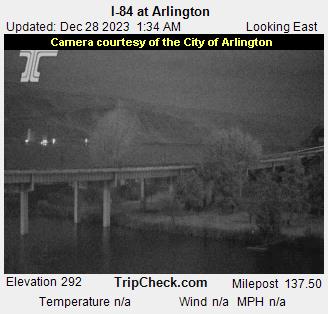 I-84 at Arlington
Updated: Dec 28 2023 1:34 AM Looking East
Camera courtesy of the City of Arlington
Elevation 292 TripCheck.com Milepost 137.50
Temperature n/a Wind n/a MPH n/a